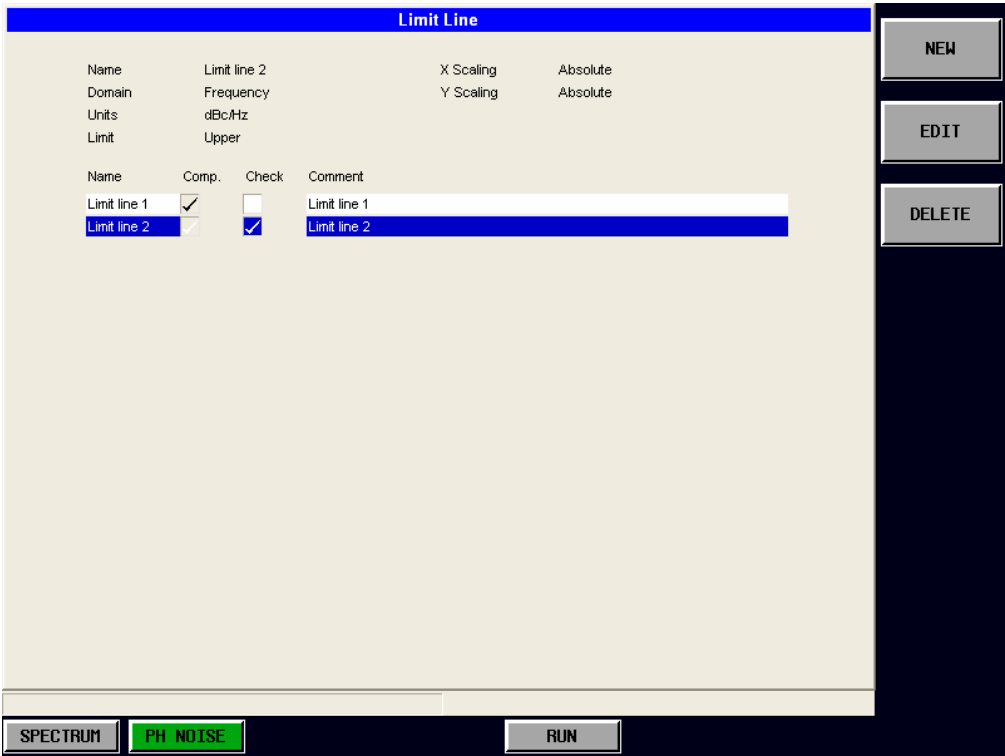 Limit Line
Name Limit line 2 X Scaling Absolute
Domain Frequency Y Scaling Absolute
Units dBc/Hz
Limit Upper
Name Comp. Check Comment
Limit line 1 Limit line 1
Limit line 2 Limit line 2
NEW
EDIT
DELETE
SPECTRUM PH NOISE RUN